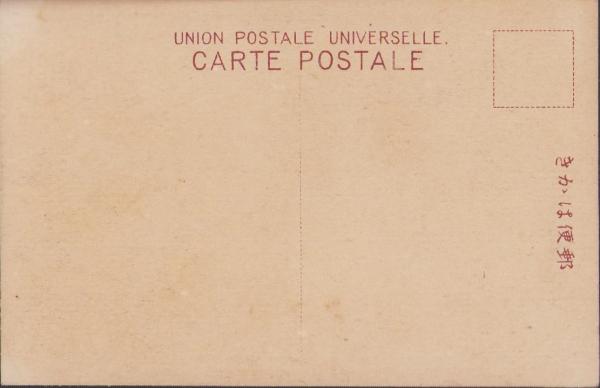 UNION POSTALE UNIVERSELLE.
CARTE POSTALE
きかは便郵